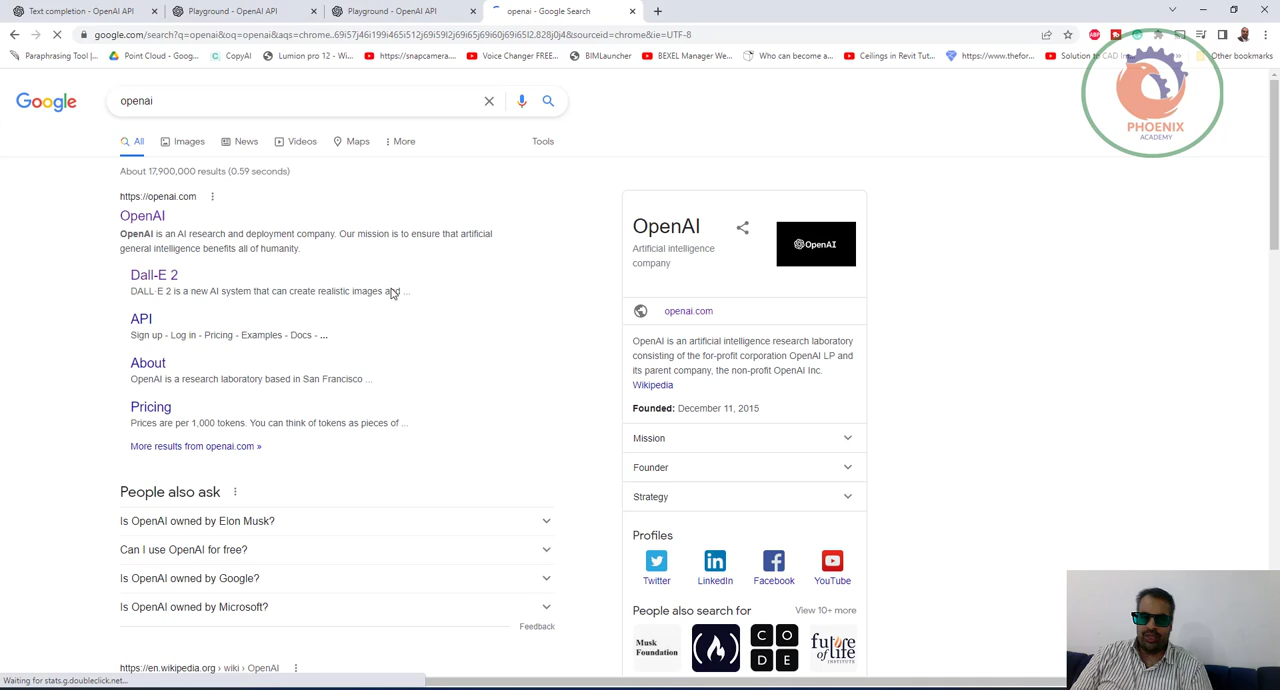 Text completion - OpenAI API
Playground - OpenAI API
Playground - OpenAI API
openai - Google Search
google.com/search?q=openai&oq=openai&aqs=chrome..69i57j46i199i465i512j69i59l2j69i65j69i60j69i65l2.828j0j4&sourceid=chrome&ie=UTF-8
Paraphrasing Tool |...
Point Cloud - Goog...
CopyAI
Lumion pro 12 - Wi...
https://snapcamera....
Voice Changer FREE...
BIMLauncher
BEXEL Manager We...
Who can become a...
Ceilings in Revit Tut...
https://www.thefor...
Solution to CAD Im...
Other bookmarks
PHOENIX
ACADEMY
Google
openai
All
Images
News
Videos
Maps
More
Tools
About 17,900,000 results (0.59 seconds)
https://openai.com
OpenAI
OpenAI is an AI research and deployment company. Our mission is to ensure that artificial
general intelligence benefits all of humanity.
Dall-E 2
DALL·E 2 is a new AI system that can create realistic images and ...
API
Sign up - Log in - Pricing - Examples - Docs - ...
About
OpenAI is a research laboratory based in San Francisco ...
Pricing
Prices are per 1,000 tokens. You can think of tokens as pieces of ...
More results from openai.com »
People also ask
Is OpenAI owned by Elon Musk?
Can I use OpenAI for free?
Is OpenAI owned by Google?
Is OpenAI owned by Microsoft?
Feedback
https://en.wikipedia.org › wiki › OpenAI
OpenAI
Artificial intelligence
company
OpenAI
openai.com
OpenAI is an artificial intelligence research laboratory
consisting of the for-profit corporation OpenAI LP and
its parent company, the non-profit OpenAI Inc.
Wikipedia
Founded: December 11, 2015
Mission
Founder
Strategy
Profiles
Twitter
LinkedIn
Facebook
YouTube
People also search for
View 10+ more
Musk
Foundation
CO
DE
future
of life
INSTITUTE
Waiting for stats.g.doubleclick.net...